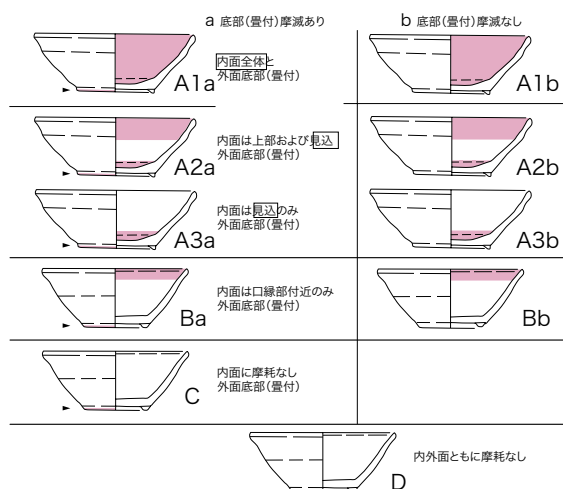 a 底部(畳付)摩滅あり
b 底部(畳付)摩滅なし
A1a
内面全体と
外面底部(畳付)
A1b
A2a
内面は上部および見込
外面底部(畳付)
A2b
A3a
内面は見込のみ
外面底部(畳付)
A3b
Ba
内面は口縁部付近のみ
外面底部(畳付)
Bb
C
内面に摩耗なし
外面底部(畳付)
D
内外面ともに摩耗なし